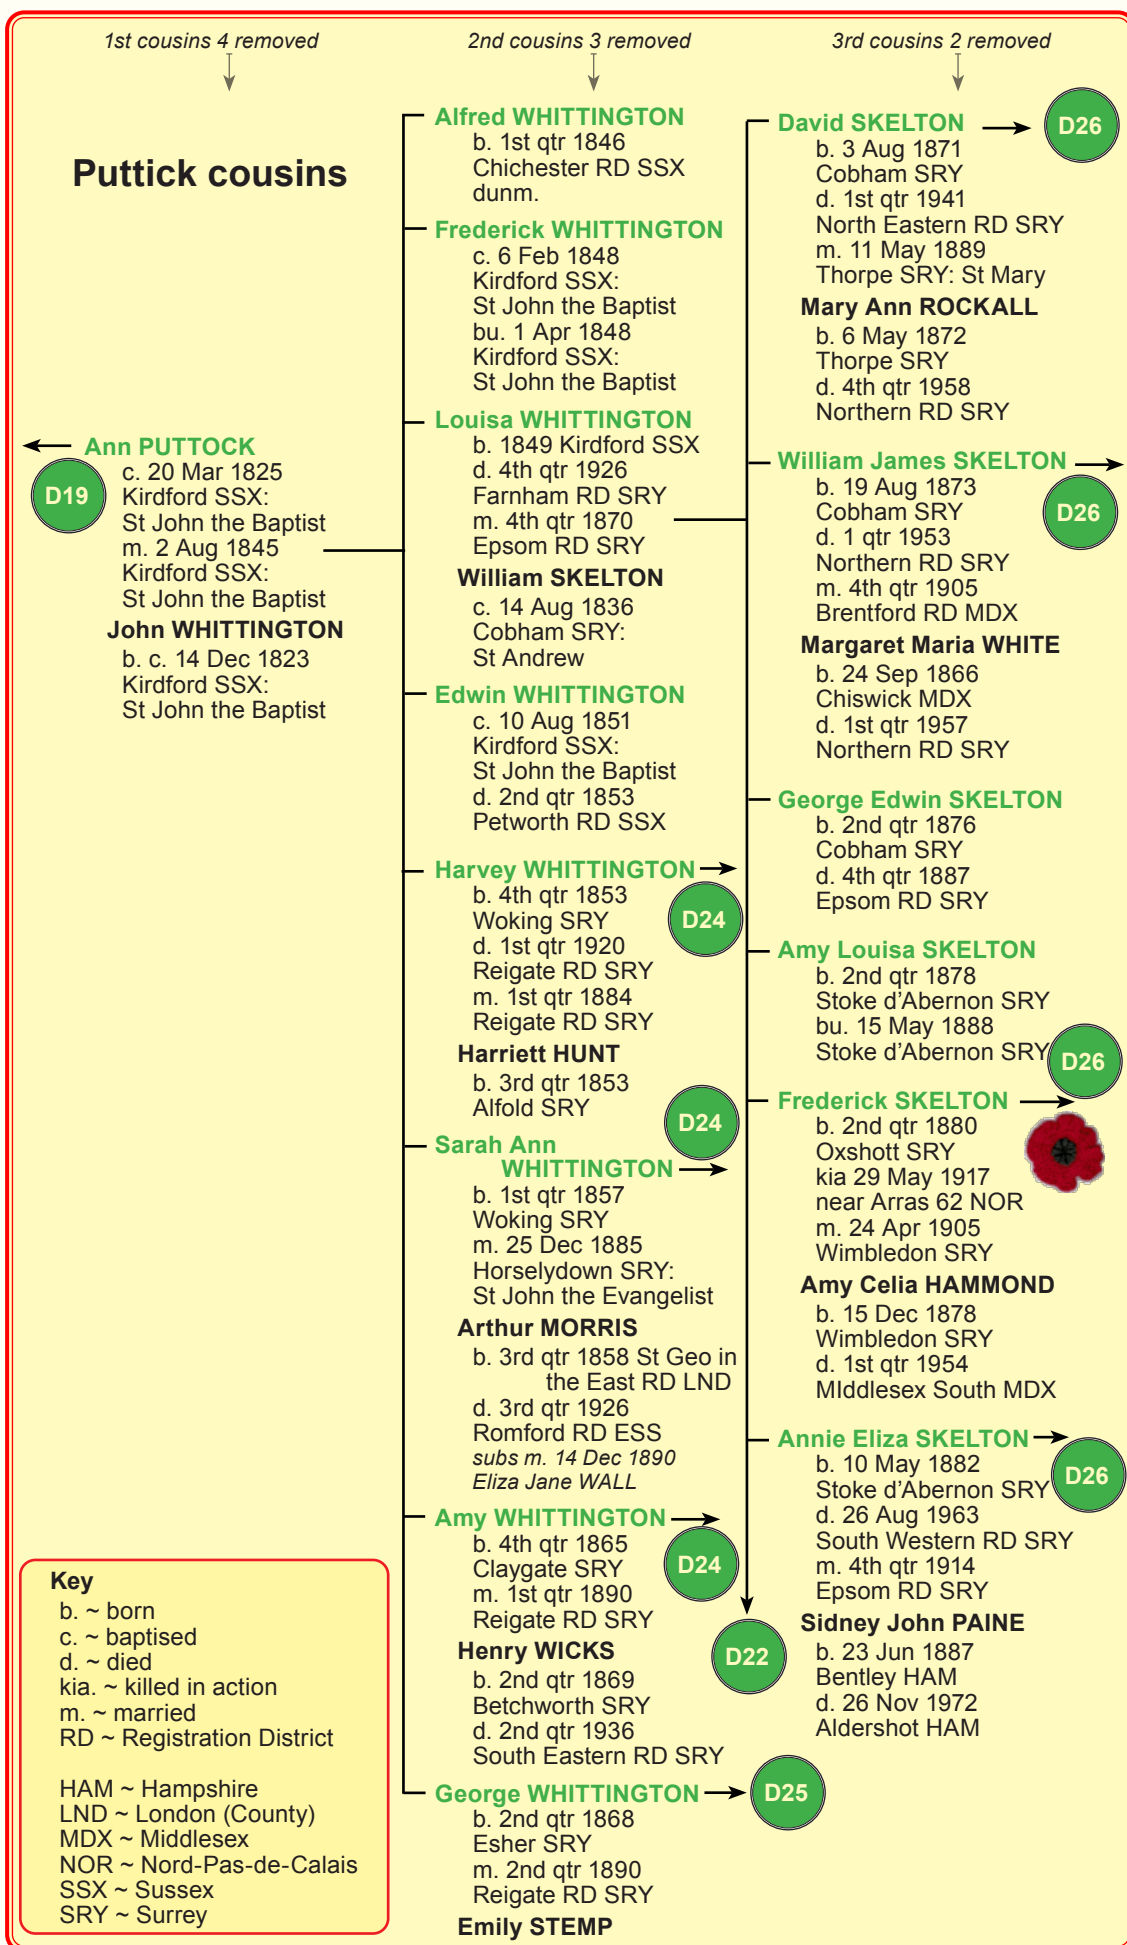 1st cousins 4 removed
2nd cousins 3 removed
3rd cousins 2 removed
Puttick cousins
Ann PUTTOCK
D19
c. 20 Mar 1825
Kirdford SSX:
St John the Baptist
m. 2 Aug 1845
Kirdford SSX:
St John the Baptist
John WHITTINGTON
b. c. 14 Dec 1823
Kirdford SSX:
St John the Baptist
Alfred WHITTINGTON
b. 1st qtr 1846
Chichester RD SSX
dunm.
Frederick WHITTINGTON
c. 6 Feb 1848
Kirdford SSX:
St John the Baptist
bu. 1 Apr 1848
Kirdford SSX:
St John the Baptist
Louisa WHITTINGTON
b. 1849 Kirdford SSX
d. 4th qtr 1926
Farnham RD SRY
m. 4th qtr 1870
Epsom RD SRY
William SKELTON
c. 14 Aug 1836
Cobham SRY:
St Andrew
Edwin WHITTINGTON
c. 10 Aug 1851
Kirdford SSX:
St John the Baptist
d. 2nd qtr 1853
Petworth RD SSX
Harvey WHITTINGTON
D24
b. 4th qtr 1853
Woking SRY
d. 1st qtr 1920
Reigate RD SRY
m. 1st qtr 1884
Reigate RD SRY
Harriett HUNT
b. 3rd qtr 1853
Alfold SRY
D24
Sarah Ann
WHITTINGTON
b. 1st qtr 1857
Woking SRY
m. 25 Dec 1885
Horselydown SRY:
St John the Evangelist
Arthur MORRIS
b. 3rd qtr 1858 St Geo in
the East RD LND
d. 3rd qtr 1926
Romford RD ESS
subs m. 14 Dec 1890
Eliza Jane WALL
Amy WHITTINGTON
D24
b. 4th qtr 1865
Claygate SRY
m. 1st qtr 1890
Reigate RD SRY
Henry WICKS
b. 2nd qtr 1869
Betchworth SRY
d. 2nd qtr 1936
South Eastern RD SRY
George WHITTINGTON
D25
b. 2nd qtr 1868
Esher SRY
m. 2nd qtr 1890
Reigate RD SRY
Emily STEMP
David SKELTON
D26
b. 3 Aug 1871
Cobham SRY
d. 1st qtr 1941
North Eastern RD SRY
m. 11 May 1889
Thorpe SRY: St Mary
Mary Ann ROCKALL
b. 6 May 1872
Thorpe SRY
d. 4th qtr 1958
Northern RD SRY
William James SKELTON
D26
b. 19 Aug 1873
Cobham SRY
d. 1 qtr 1953
Northern RD SRY
m. 4th qtr 1905
Brentford RD MDX
Margaret Maria WHITE
b. 24 Sep 1866
Chiswick MDX
d. 1st qtr 1957
Northern RD SRY
George Edwin SKELTON
b. 2nd qtr 1876
Cobham SRY
d. 4th qtr 1887
Epsom RD SRY
Amy Louisa SKELTON
b. 2nd qtr 1878
Stoke d'Abernon SRY
bu. 15 May 1888
Stoke d'Abernon SRY
D26
Frederick SKELTON
b. 2nd qtr 1880
Oxshott SRY
kia 29 May 1917
near Arras 62 NOR
m. 24 Apr 1905
Wimbledon SRY
Amy Celia HAMMOND
b. 15 Dec 1878
Wimbledon SRY
d. 1st qtr 1954
MIddlesex South MDX
Annie Eliza SKELTON
D26
b. 10 May 1882
Stoke d'Abernon SRY
d. 26 Aug 1963
South Western RD SRY
m. 4th qtr 1914
Epsom RD SRY
Sidney John PAINE
b. 23 Jun 1887
Bentley HAM
d. 26 Nov 1972
Aldershot HAM
D22
Key
b. ~ born
c. ~ baptised
d. ~ died
kia. ~ killed in action
m. ~ married
RD ~ Registration District
HAM ~ Hampshire
LND ~ London (County)
MDX ~ Middlesex
NOR ~ Nord-Pas-de-Calais
SSX ~ Sussex
SRY ~ Surrey